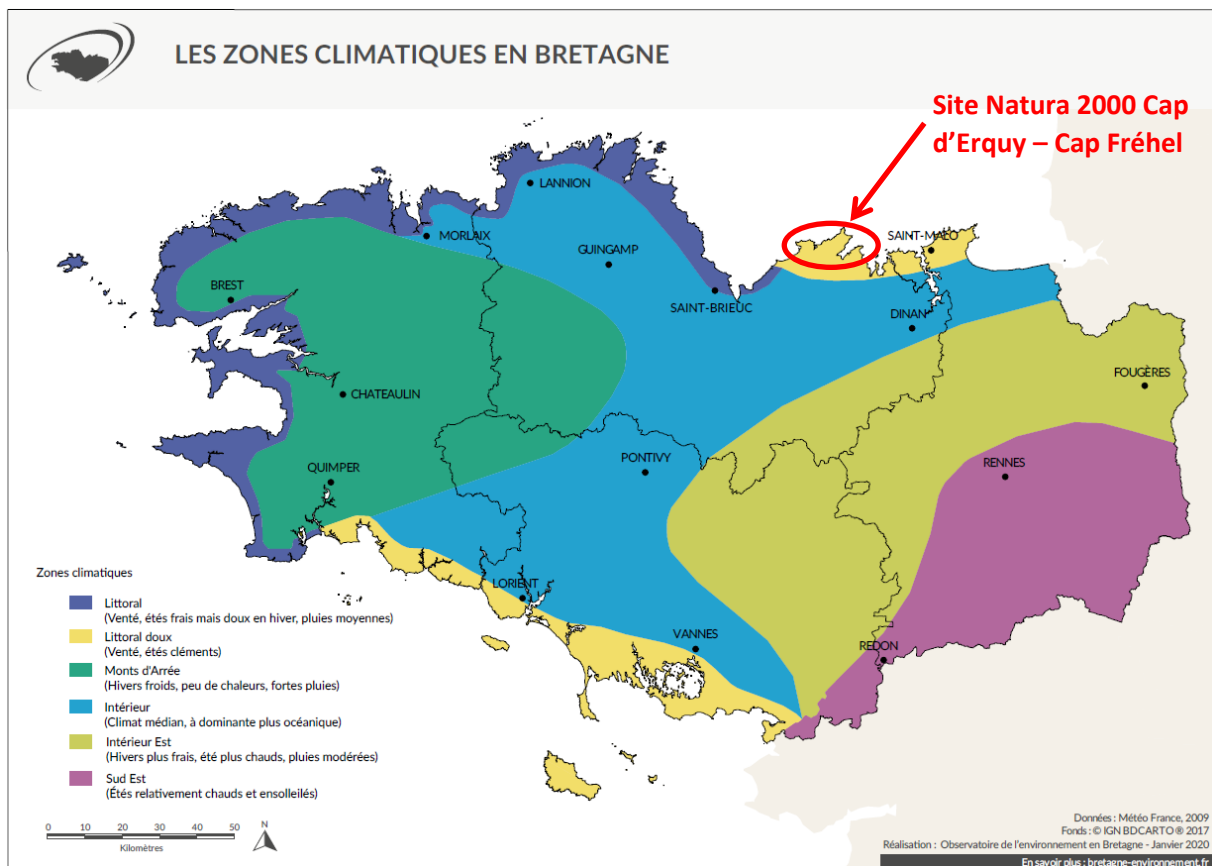 LES ZONES CLIMATIQUES EN BRETAGNE
Site Natura 2000 Cap
d'Erquy – Cap Fréhel
LANNION
MORLAIX
GUINGAMP
SAINT-MALO
BREST
SAINT-BRIEUC
DINAN
FOUGÈRES
CHATEAULIN
QUIMPER
PONTIVY
RENNES
LORIENT
VANNES
REDON
Zones climatiques
Littoral
(Venté, étés frais mais doux en hiver, pluies moyennes)
Littoral doux
(Venté, étés cléments)
Monts d'Arrée
(Hivers froids, peu de chaleurs, fortes pluies)
Intérieur
(Climat médian, à dominante plus océanique)
Intérieur Est
(Hivers plus frais, été plus chauds, pluies modérées)
Sud Est
(Étés relativement chauds et ensolleilés)
0 10 20 30 40 50
Kilomètres
N
Données : Météo France, 2009
Fonds : © IGN BDCARTO ® 2017
Réalisation : Observatoire de l'environnement en Bretagne - Janvier 2020
En savoir plus : bretagne-environnement.fr